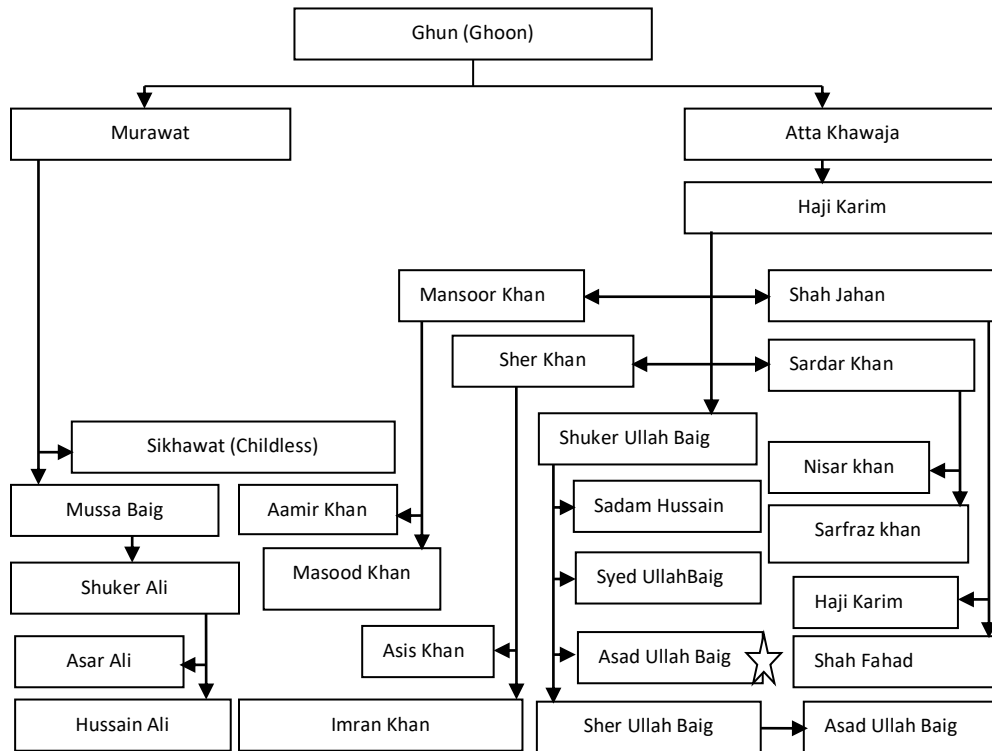 Ghun (Ghoon)
Murawat
Atta Khawaja
Haji Karim
Mansoor Khan
Shah Jahan
Sher Khan
Sardar Khan
Shuker Ullah Baig
Sikhawat (Childless)
Nisar khan
Mussa Baig
Aamir Khan
Sadam Hussain
Sarfraz khan
Masood Khan
Shuker Ali
Syed UllahBaig
Haji Karim
Asar Ali
Asis Khan
Asad Ullah Baig
Shah Fahad
Hussain Ali
Imran Khan
Sher Ullah Baig
Asad Ullah Baig